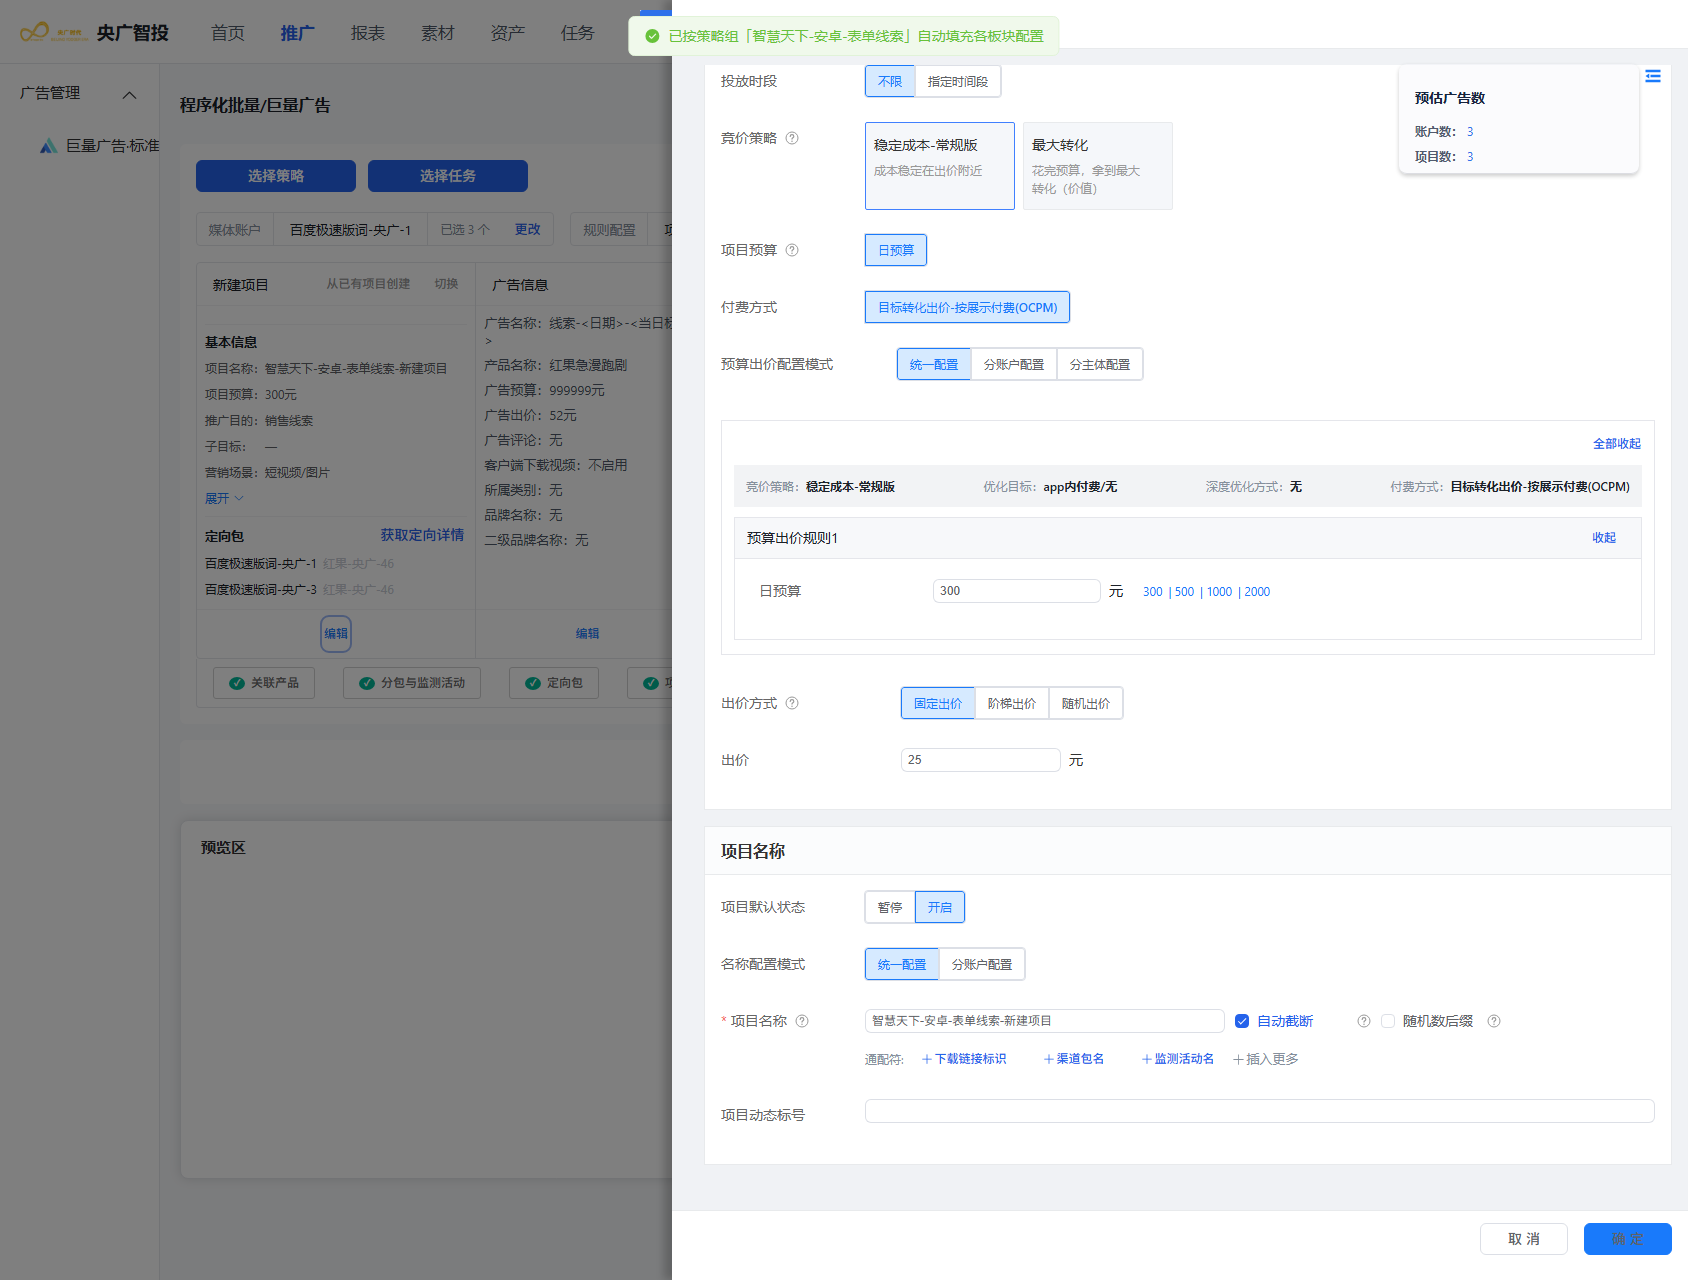 央广智投
首页
推广
报表
素材
资产
任务
已按策略组「智慧天下-安卓-表单线索」自动填充各板块配置
广告管理
巨量广告·标准
程序化批量/巨量广告
选择策略
选择任务
媒体账户
百度极速版词-央广-1
已选 3 个
更改
规则配置
新建项目
从已有项目创建
切换
广告信息
基本信息
项目名称：智慧天下-安卓-表单线索-新建项目
项目预算：300元
推广目的：销售线索
子目标：—
营销场景：短视频/图片
展开
定向包
获取定向详情
百度极速版词-央广-1 红果-央广-46
百度极速版词-央广-3 红果-央广-46
编辑
广告名称：线索-<日期>-<当日标
>
产品名称：红果急漫跑剧
广告预算：999999元
广告出价：52元
广告评论：无
客户端下载视频：不启用
所属类别：无
品牌名称：无
二级品牌名称：无
编辑
关联产品
分包与监测活动
定向包
预览区
投放时段
不限
指定时间段
预估广告数
账户数： 3
项目数： 3
竞价策略
稳定成本-常规版
成本稳定在出价附近
最大转化
花完预算，拿到最大
转化（价值）
项目预算
日预算
付费方式
目标转化出价-按展示付费(OCPM)
预算出价配置模式
统一配置
分账户配置
分主体配置
全部收起
竞价策略：稳定成本-常规版
优化目标：app内付费/无
深度优化方式：无
付费方式：目标转化出价-按展示付费(OCPM)
预算出价规则1
收起
日预算
300
元
300 | 500 | 1000 | 2000
出价方式
固定出价
阶梯出价
随机出价
出价
25
元
项目名称
项目默认状态
暂停
开启
名称配置模式
统一配置
分账户配置
* 项目名称
智慧天下-安卓-表单线索-新建项目
自动截断
随机数后缀
通配符：
+下载链接标识
+渠道包名
+监测活动名
+插入更多
项目动态标号
取 消
确 定